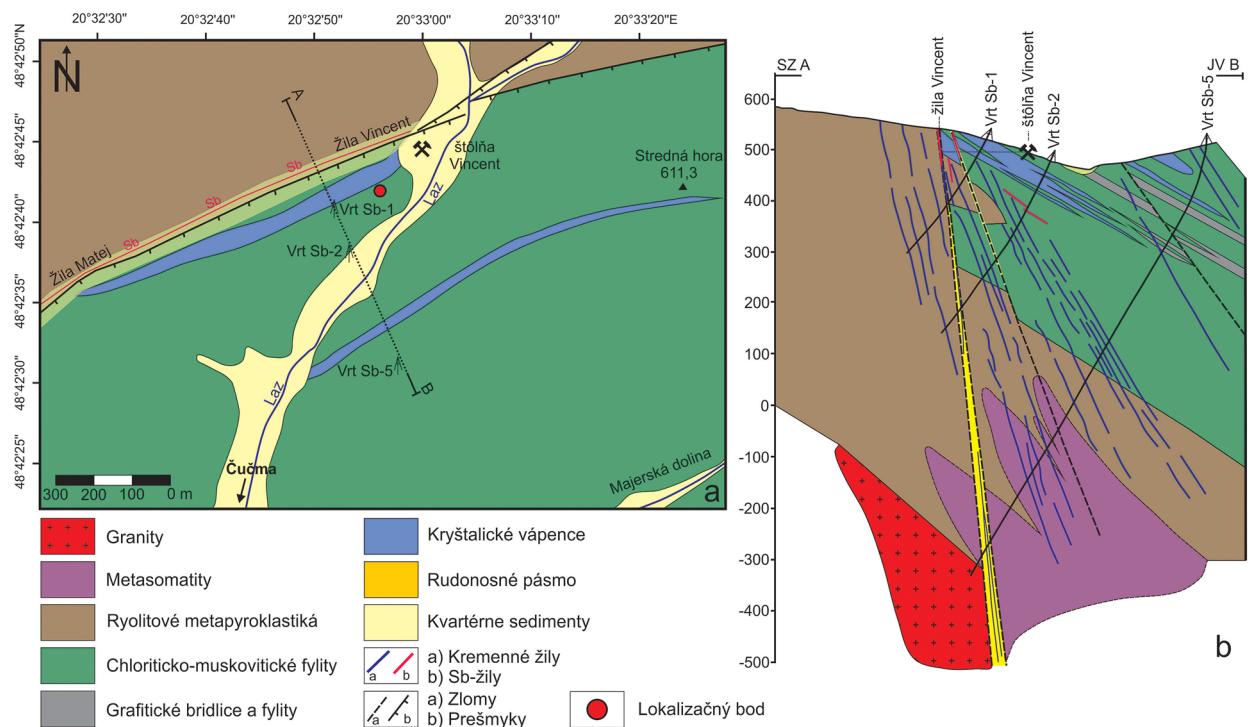 20°32'30" 20°32'40" 20°32'50" 20°33'00" 20°33'10" 20°33'20"
48°42'50"N
48°42'45"
48°42'40"
48°42'35"
48°42'30"
48°42'25"
N
A
Žila Vincent
Sb
Sb
Sb
štôlňa
Vincent
Laz
Stredná hora
611,3
Vrt Sb-1
Vrt Sb-2
Žila Matej
Vrt Sb-5
B
Laz
Čučma
Majerská dolina
300 200 100 0 m
a
SZ A
JV B
žila Vincent
Vrt Sb-1
štôlňa Vincent
Vrt Sb-2
Vrt Sb-5
600
500
400
300
200
100
0
-100
-200
-300
-400
-500
b
Granity
Metasomatity
Ryolitové metapyroklastiká
Chloriticko-muskovitické fylity
Grafitické bridlice a fylity
Kryštalické vápence
Rudonosné pásmo
Kvartérne sedimenty
a b
a) Kremenné žily
b) Sb-žily
a b
a) Zlomy
b) Prešmyky
Lokalizačný bod